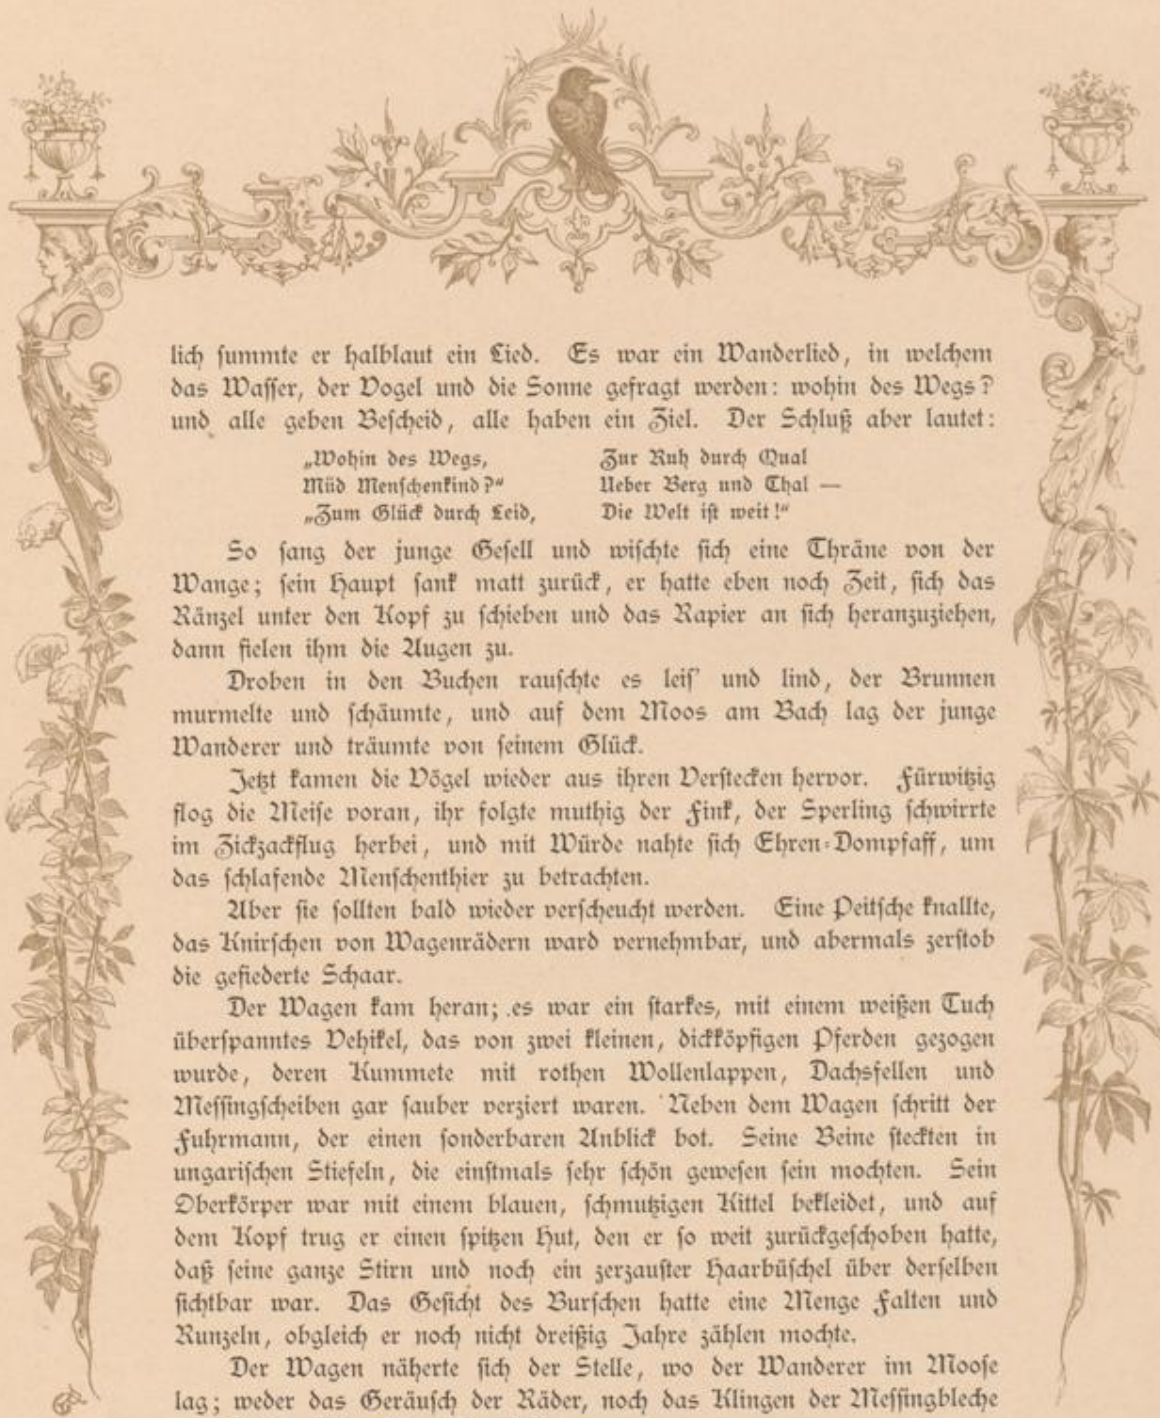 lich summte er halblaut ein Lied. Es war ein Wanderlied, in welchem
das Wasser, der Vogel und die Sonne gefragt werden: wohin des Wegs?
und alle geben Bescheid, alle haben ein Ziel. Der Schluß aber lautet:
„Wohin des Wegs,
Müd Menschenkind?“
„Zum Glück durch Leid,
Zur Ruh durch Qual
Ueber Berg und Thal —
Die Welt ist weit!“
So sang der junge Gesell und wischte sich eine Thräne von der
Wange; sein Haupt sank matt zurück, er hatte eben noch Zeit, sich das
Ränzel unter den Kopf zu schieben und das Rapier an sich heranzuziehen,
dann fielen ihm die Augen zu.
Droben in den Buchen rauschte es leis’ und lind, der Brunnen
murmelte und schäumte, und auf dem Moos am Bach lag der junge
Wanderer und träumte von seinem Glück.
Jetzt kamen die Vögel wieder aus ihren Verstecken hervor. Fürwitzig
flog die Meise voran, ihr folgte muthig der Fink, der Sperling schwirrte
im Zickzackflug herbei, und mit Würde nahte sich Ehren-Dompfaff, um
das schlafende Menschenthier zu betrachten.
Aber sie sollten bald wieder verscheucht werden. Eine Peitsche knallte,
das Knirschen von Wagenrädern ward vernehmbar, und abermals zerstob
die gefiederte Schaar.
Der Wagen kam heran; es war ein starkes, mit einem weißen Tuch
überspanntes Vehikel, das von zwei kleinen, dickköpfigen Pferden gezogen
wurde, deren Kummete mit rothen Wollenlappen, Dachsfellen und
Messingscheiben gar sauber verziert waren. Neben dem Wagen schritt der
Fuhrmann, der einen sonderbaren Anblick bot. Seine Beine steckten in
ungarischen Stiefeln, die einstmals sehr schön gewesen sein mochten. Sein
Oberkörper war mit einem blauen, schmutzigen Kittel bekleidet, und auf
dem Kopf trug er einen spitzen Hut, den er so weit zurückgeschoben hatte,
daß seine ganze Stirn und noch ein zerzauster Haarbüschel über derselben
sichtbar war. Das Gesicht des Burschen hatte eine Menge Falten und
Runzeln, obgleich er noch nicht dreißig Jahre zählen mochte.
Der Wagen näherte sich der Stelle, wo der Wanderer im Moose
lag; weder das Geräusch der Räder, noch das Klingen der Messingbleche